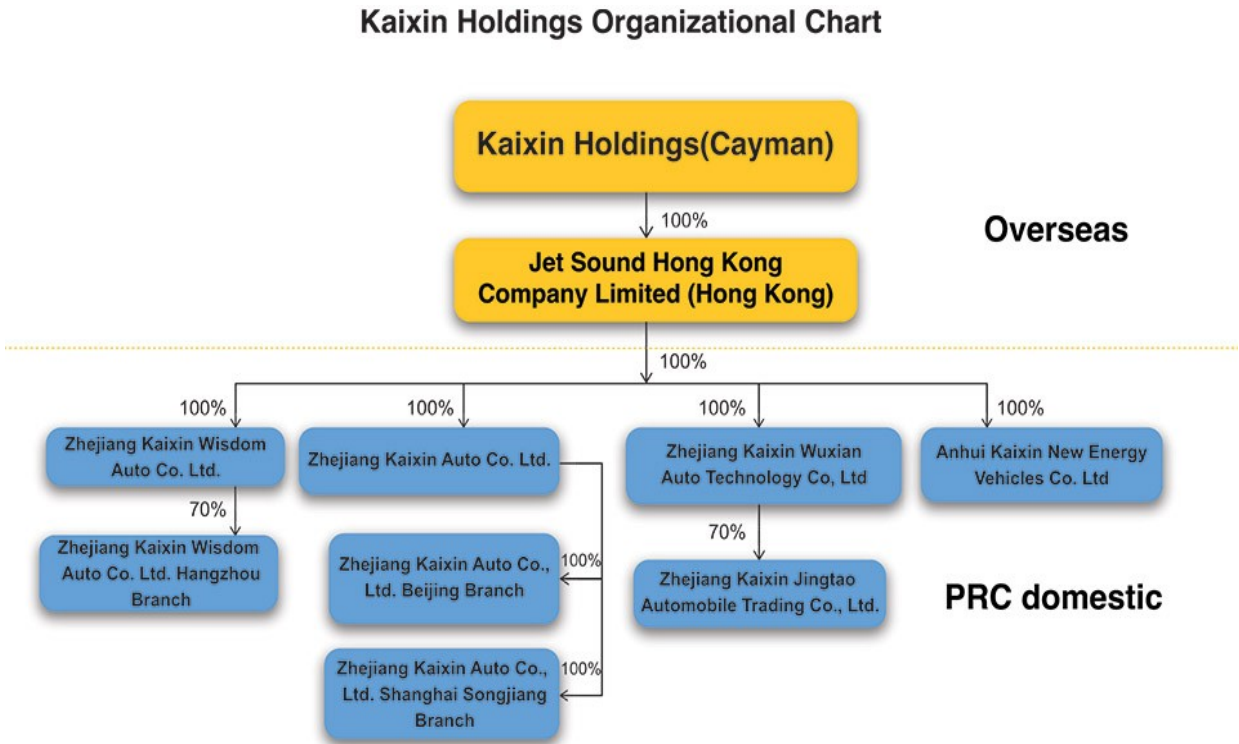 Kaixin Holdings Organizational Chart
Kaixin Holdings(Cayman)
100%
Overseas
Jet Sound Hong Kong
Company Limited (Hong Kong)
100%
100%
100%
100%
100%
Zhejiang Kaixin Wisdom
Auto Co. Ltd.
Zhejiang Kaixin Auto Co. Ltd.
Zhejiang Kaixin Wuxian
Auto Technology Co, Ltd
Anhui Kaixin New Energy
Vehicles Co. Ltd
70%
70%
Zhejiang Kaixin Wisdom
Auto Co. Ltd. Hangzhou
Branch
Zhejiang Kaixin Auto Co.,
Ltd. Beijing Branch
100%
Zhejiang Kaixin Jingtao
Automobile Trading Co., Ltd.
PRC domestic
Zhejiang Kaixin Auto Co.,
Ltd. Shanghai Songjiang
Branch
100%